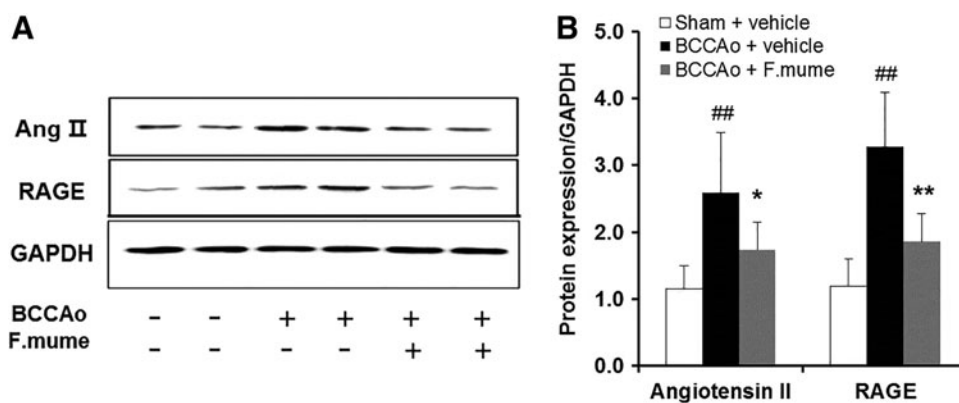 A
Ang II
RAGE
GAPDH
BCCAo - - + + + +
F.mume - - - - + +
B
Sham + vehicle
BCCAo + vehicle
BCCAo + F.mume
Protein expression/GAPDH
5.0
4.0
3.0
2.0
1.0
0.0
##
*
##
**
Angiotensin II RAGE